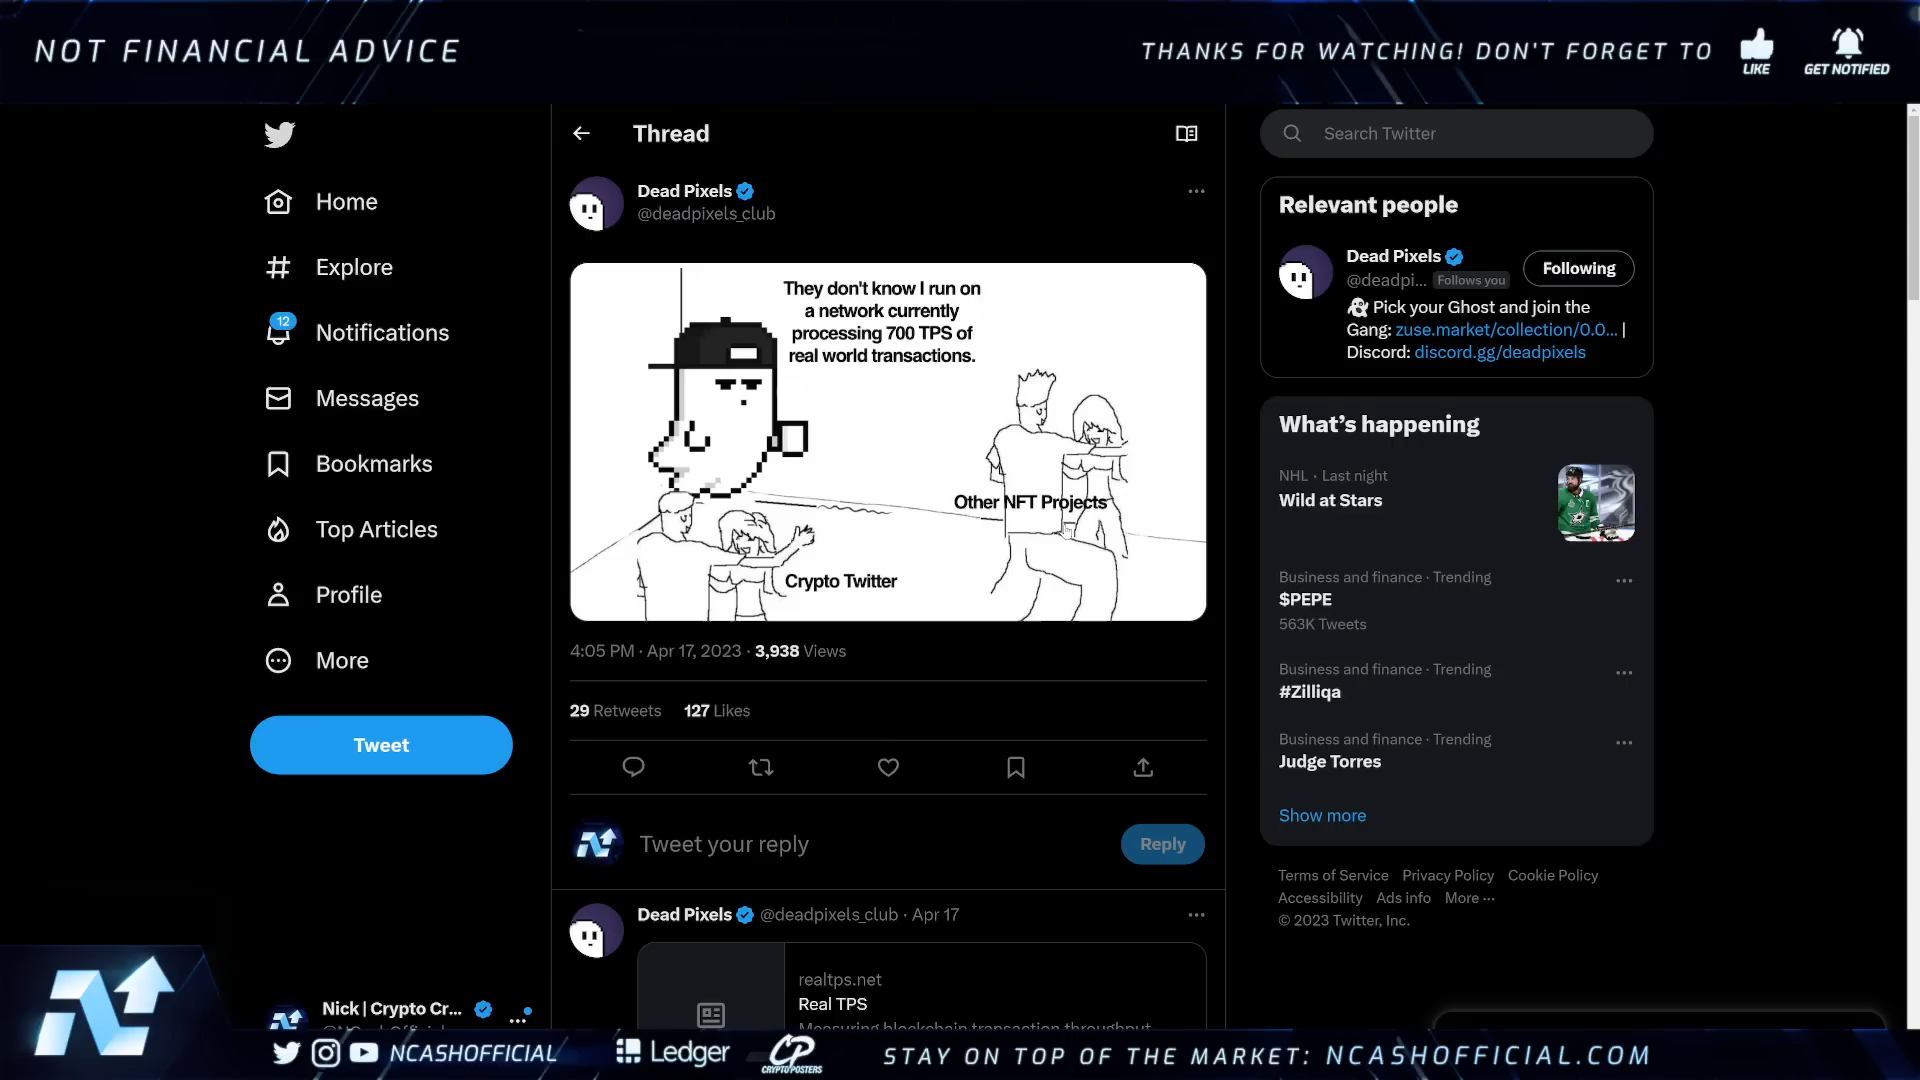 NOT FINANCIAL ADVICE
THANKS FOR WATCHING! DON'T FORGET TO
LIKE
GET NOTIFIED
Home
Explore
12
Notifications
Messages
Bookmarks
Top Articles
Profile
More
Tweet
Nick | Crypto Cr...
Thread
Dead Pixels
@deadpixels_club
They don't know I run on
a network currently
processing 700 TPS of
real world transactions.
Other NFT Projects
Crypto Twitter
4:05 PM · Apr 17, 2023 · 3,938 Views
29 Retweets 127 Likes
Tweet your reply
Reply
Dead Pixels @deadpixels_club · Apr 17
realtps.net
Real TPS
Measuring blockchain transaction throughput
Search Twitter
Relevant people
Dead Pixels
@deadpi... Follows you
Following
Pick your Ghost and join the
Gang: zuse.market/collection/0.0... |
Discord: discord.gg/deadpixels
What's happening
NHL · Last night
Wild at Stars
Business and finance · Trending
$PEPE
563K Tweets
Business and finance · Trending
#Zilliqa
Business and finance · Trending
Judge Torres
Show more
Terms of Service Privacy Policy Cookie Policy
Accessibility Ads info More ...
© 2023 Twitter, Inc.
NCASHOFFICIAL
Ledger
CP
CRYPTOPOSTERS
STAY ON TOP OF THE MARKET: NCASHOFFICIAL.COM